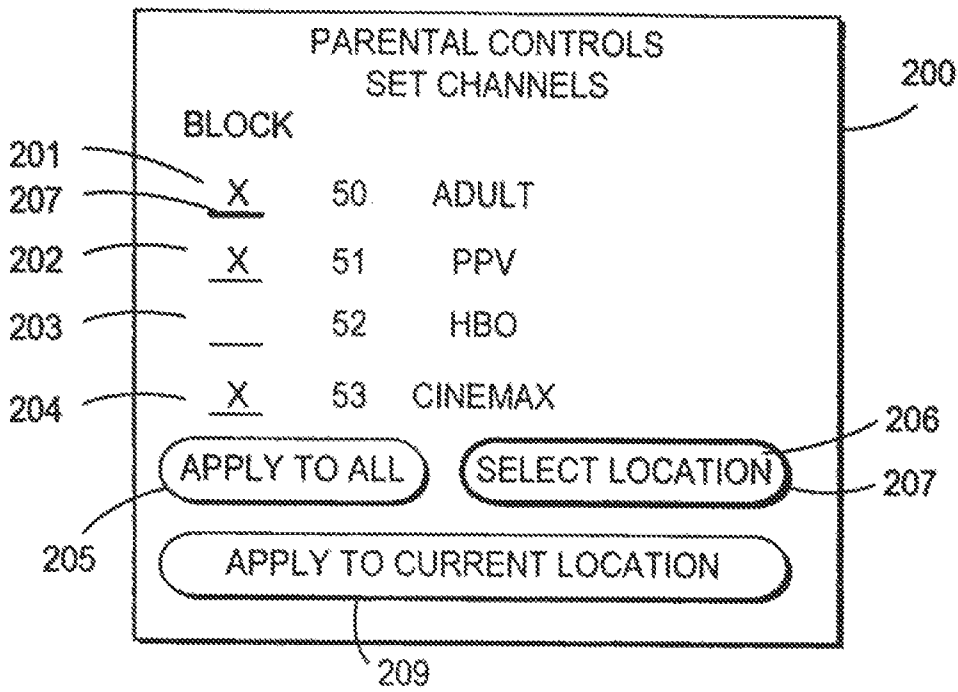 PARENTAL CONTROLS
SET CHANNELS
200
BLOCK
201
X 50 ADULT
207
202 X 51 PPV
203 52 HBO
204 X 53 CINEMAX
206
APPLY TO ALL SELECT LOCATION
207
205
APPLY TO CURRENT LOCATION
209